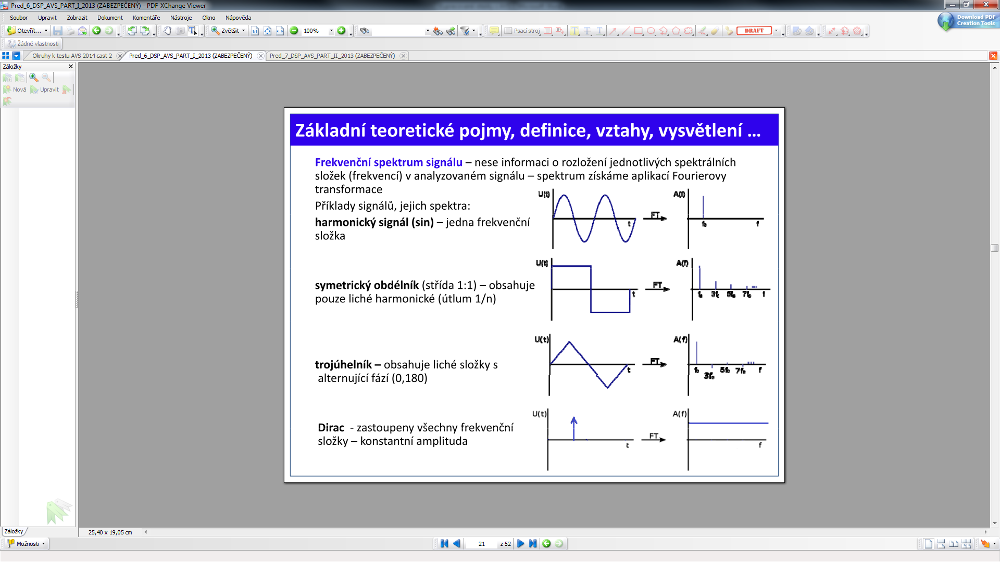 Pred_6_DSP_AVS_PART_I_2013 (ZABEZPEČENÝ) - PDF-XChange Viewer
Soubor Upravit Zobrazit Dokument Komentáře Nástroje Okno Nápověda
Download PDF
Creation Tools
Otevřít... Zvětšit 100% Psací stroj DRAFT
Žádné vlastnosti
Okruhy k testu AVS 2014 cast 2 Pred_6_DSP_AVS_PART_I_2013 (ZABEZPEČENÝ) Pred_7_DSP_AVS_PART_II_2013 (ZABEZPEČENÝ)
Záložky
Nová Upravit
Základní teoretické pojmy, definice, vztahy, vysvětlení ...
Frekvenční spektrum signálu – nese informaci o rozložení jednotlivých spektrálních
složek (frekvencí) v analyzovaném signálu – spektrum získáme aplikací Fourierovy
transformace
Příklady signálů, jejich spektra:
harmonický signál (sin) – jedna frekvenční
složka
U(t) t FT A(f) f₀ f
symetrický obdélník (střída 1:1) – obsahuje
pouze liché harmonické (útlum 1/n)
U(t) t FT A(f) f₀ 3f₀ 5f₀ 7f₀ f
trojúhelník – obsahuje liché složky s
alternující fází (0,180)
U(t) t FT A(f) f₀ 3f₀ 5f₀ 7f₀ f
Dirac - zastoupeny všechny frekvenční
složky – konstantní amplituda
U(t) t FT A(f) f
Záložky
25,40 x 19,05 cm
Možnosti
21 z 52